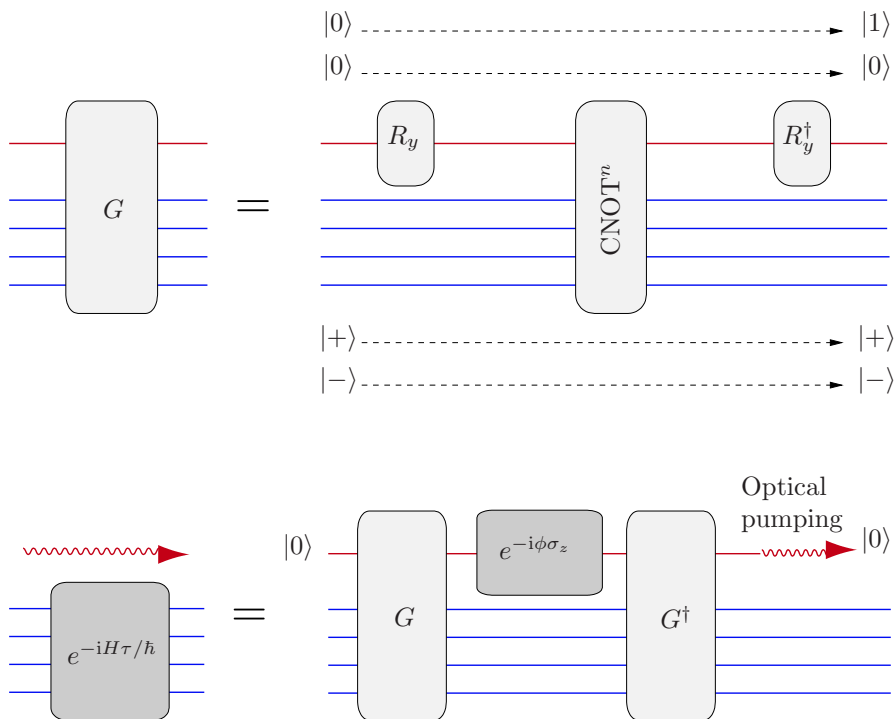 |0⟩ |1⟩
|0⟩ |0⟩
G = R_y CNOT^n R_y^†
|+⟩ |+⟩
|−⟩ |−⟩
Optical
pumping
|0⟩ e^{−iϕσ_z} |0⟩
e^{−iHτ/ħ} = G G^†